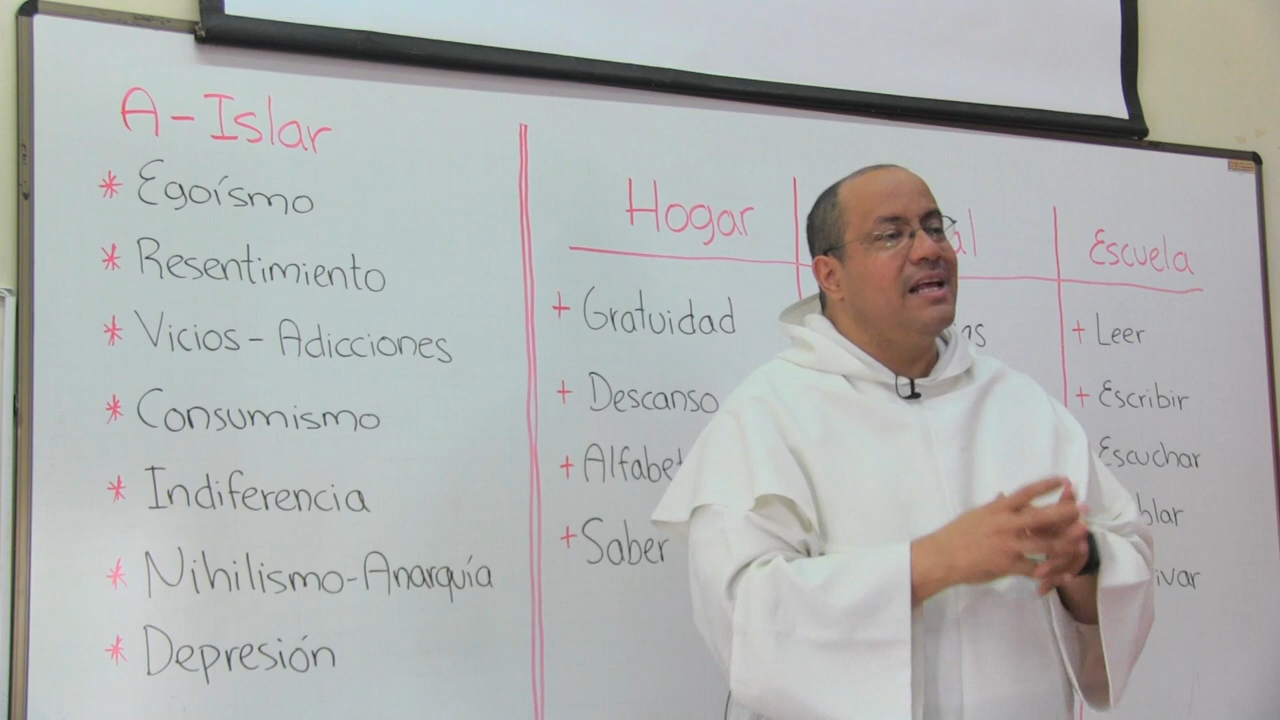 A-Islar
* Egoísmo
* Resentimiento
* Vicios - Adicciones
* Consumismo
* Indiferencia
* Nihilismo-Anarquía
* Depresión
Hogar
+ Gratuidad
+ Descanso
+ Saber
Escuela
+ Leer
+ Escribir
Escuchar